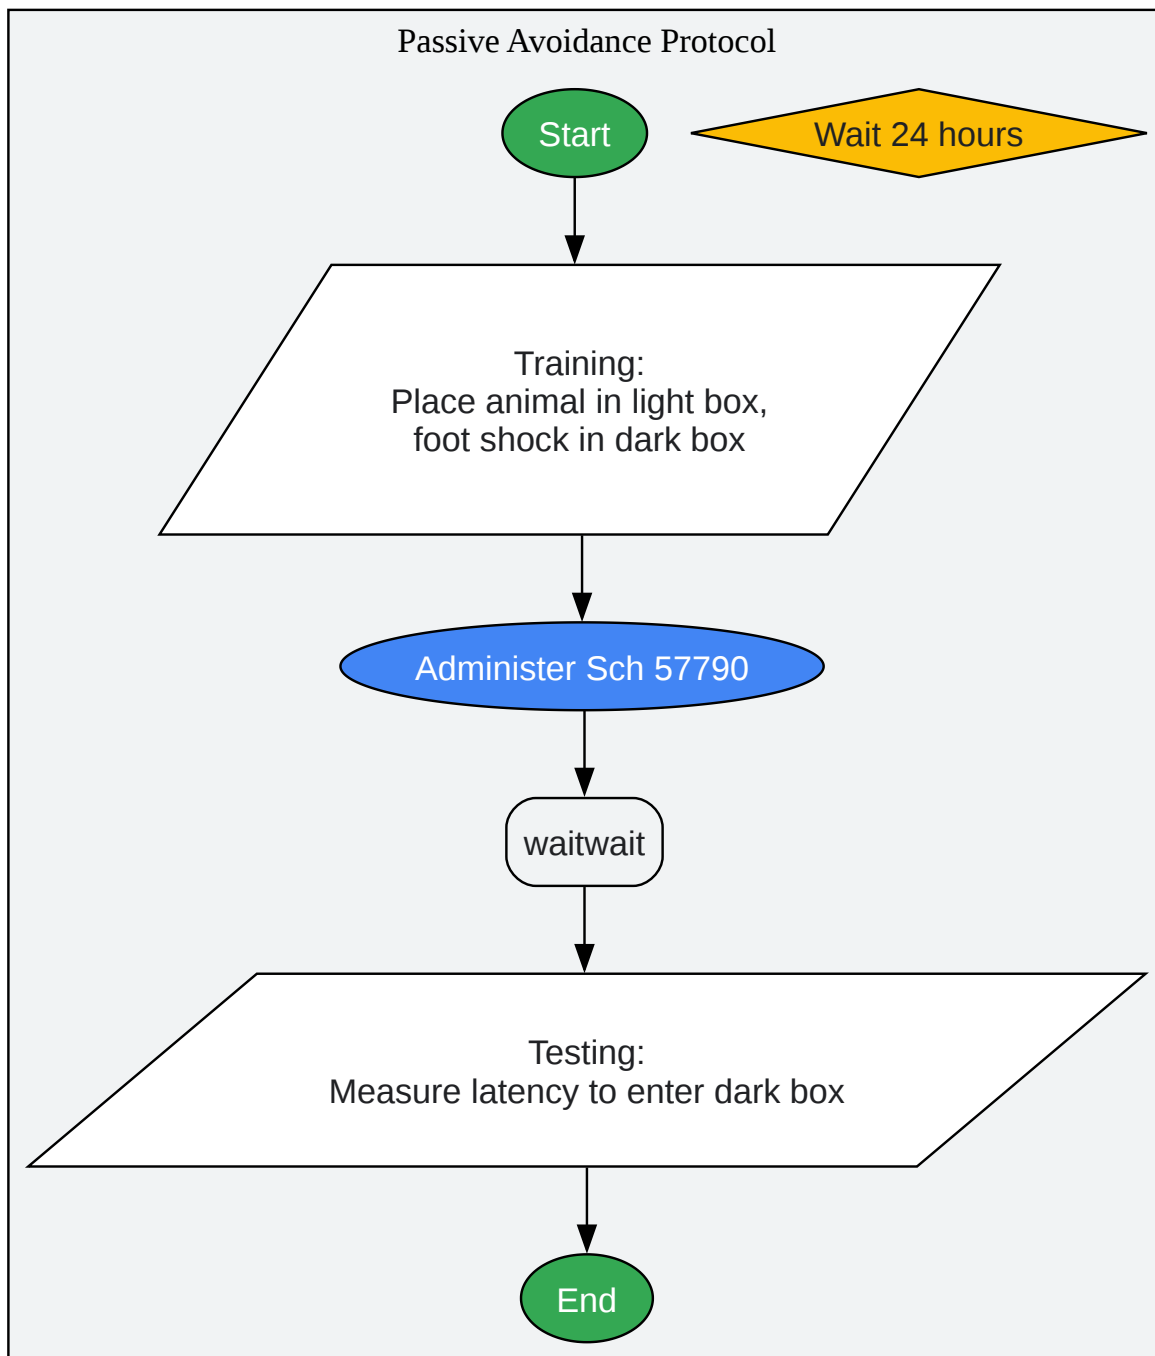 Passive Avoidance Protocol
Start
Wait 24 hours
Training:
Place animal in light box,
foot shock in dark box
Administer Sch 57790
waitwait
Testing:
Measure latency to enter dark box
End